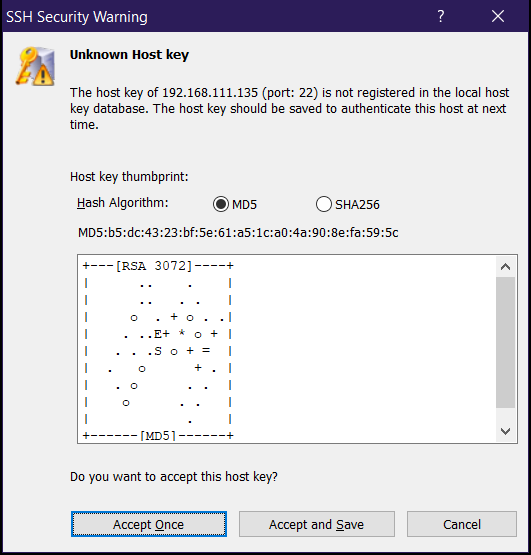 SSH Security Warning
Unknown Host key
The host key of 192.168.111.135 (port: 22) is not registered in the local host
key database. The host key should be saved to authenticate this host at next
time.
Host key thumbprint:
Hash Algorithm: MD5 SHA256
MD5:b5:dc:43:23:bf:5e:61:a5:1c:a0:4a:90:8e:fa:59:5c
+---[RSA 3072]----+
|      ..    .    |
|      ..   . .   |
|     o  . + o . .|
|    . ..E+ * o + |
|   . . .S o + =  |
|  .   o      + . |
|   . o      . .  |
|    o      . .   |
|            .    |
+------[MD5]------+
Do you want to accept this host key?
Accept Once Accept and Save Cancel